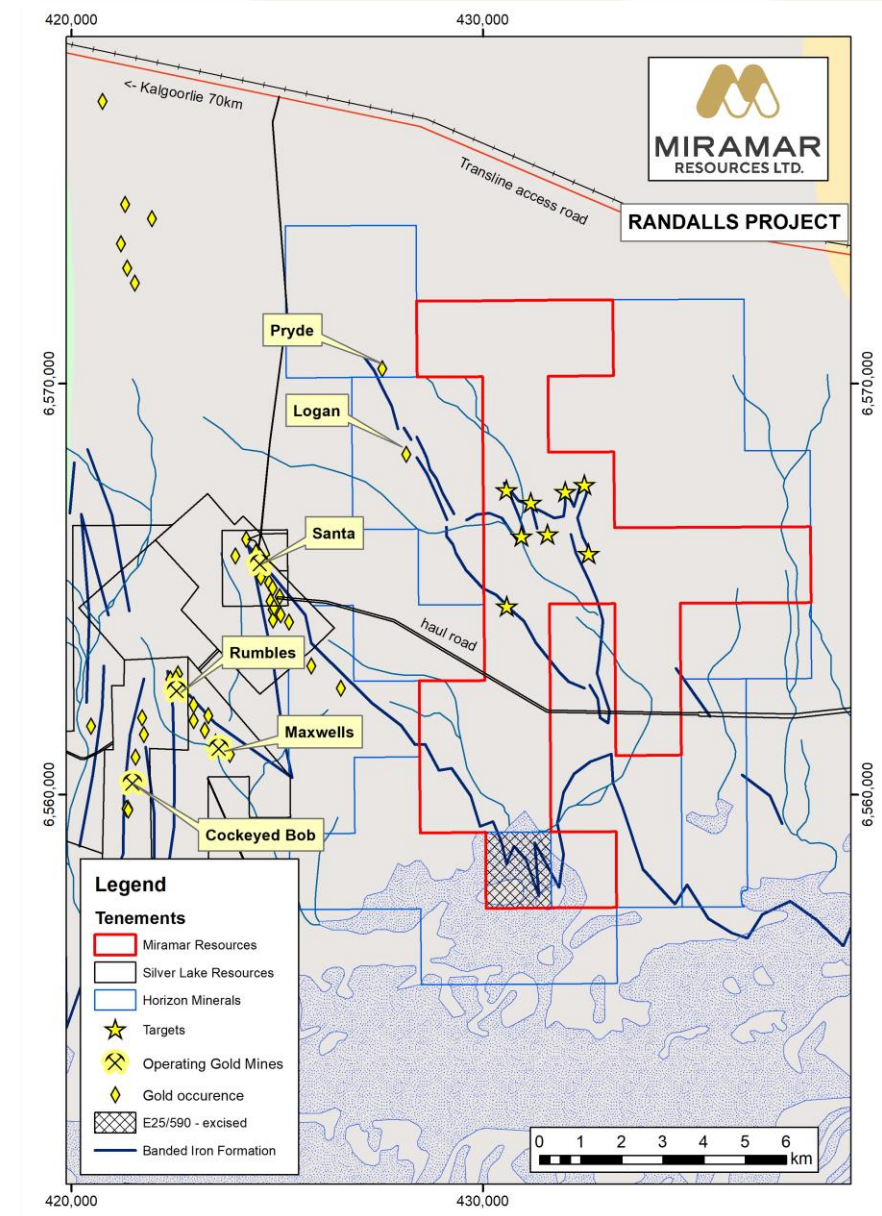 420,000
430,000
<- Kalgoorlie 70km
Transline access road
MIRAMAR
RESOURCES LTD.
RANDALLS PROJECT
Pryde
6,570,000
6,570,000
Logan
Santa
haul road
Rumbles
Maxwells
6,560,000
6,560,000
Cockeyed Bob
Legend
Tenements
Miramar Resources
Silver Lake Resources
Horizon Minerals
Targets
Operating Gold Mines
Gold occurence
E25/590 - excised
Banded Iron Formation
0 1 2 3 4 5 6
km
420,000
430,000